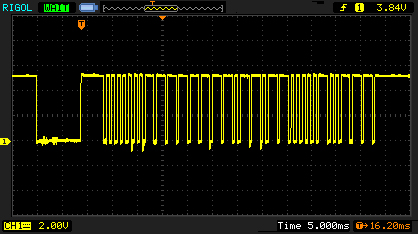 RIGOL WAIT T 1 3.84V
T
1
CH1 2.00V Time 5.000ms T→16.20ms